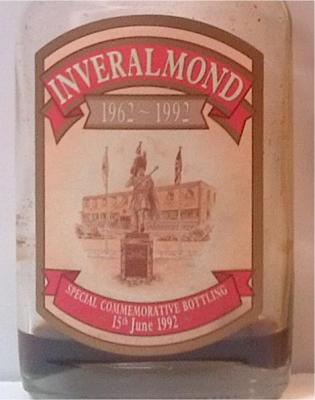 INVERALMOND
1962 ~ 1992
SPECIAL COMMEMORATIVE BOTTLING
15th June 1992